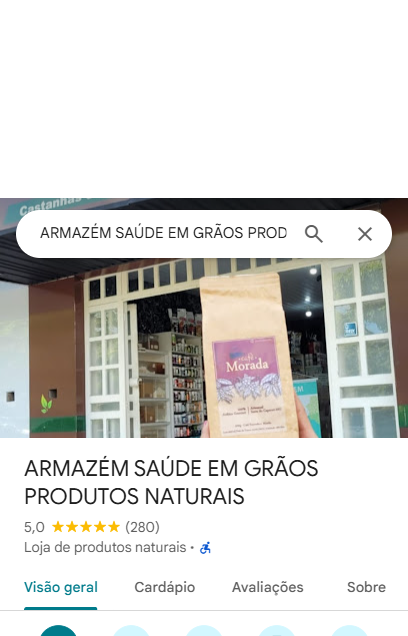 Castanhas
ARMAZÉM SAÚDE EM GRÃOS PROD
café
Morada
ARMAZÉM SAÚDE EM GRÃOS
PRODUTOS NATURAIS
5,0 ★★★★★ (280)
Loja de produtos naturais ·
Visão geral Cardápio Avaliações Sobre